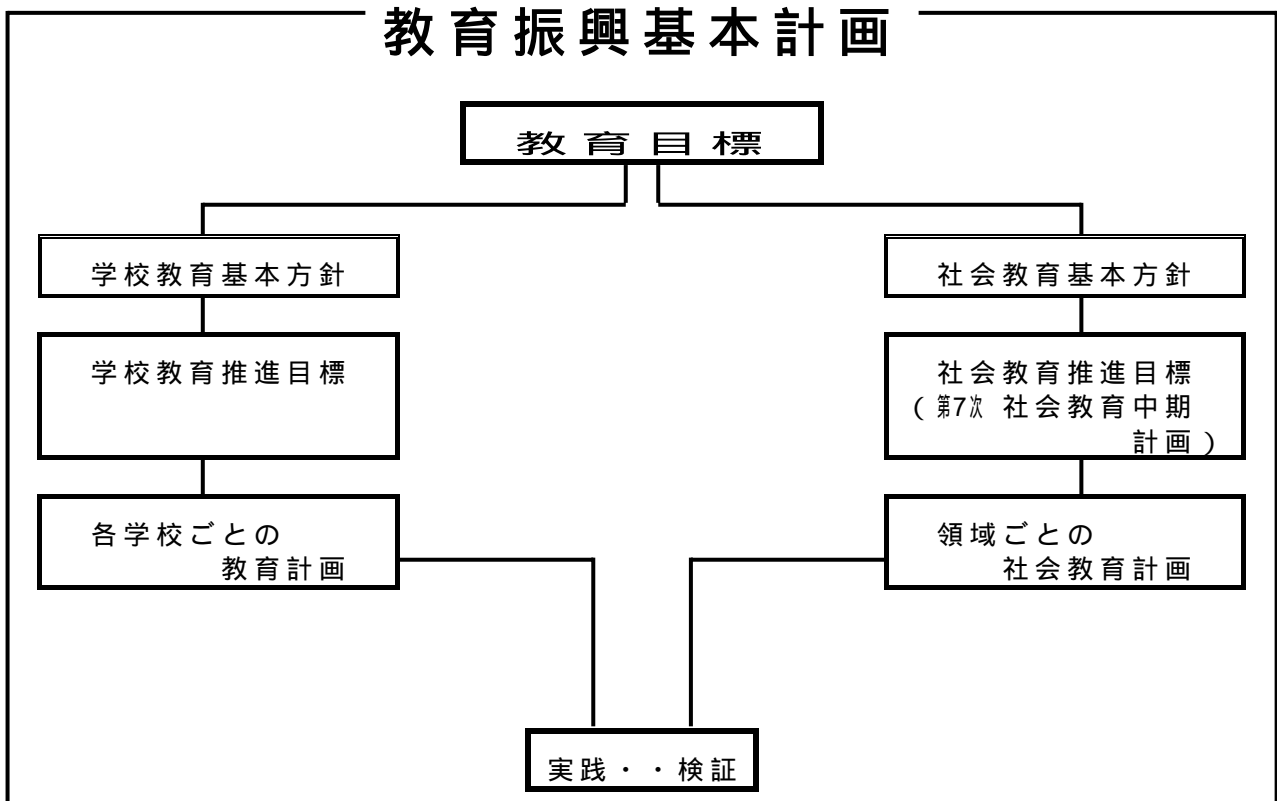 教育振興基本計画
教育目標
学校教育基本方針
社会教育基本方針
学校教育推進目標
社会教育推進目標
(第7次 社会教育中期
計画)
各学校ごとの
教育計画
領域ごとの
社会教育計画
実践・・検証